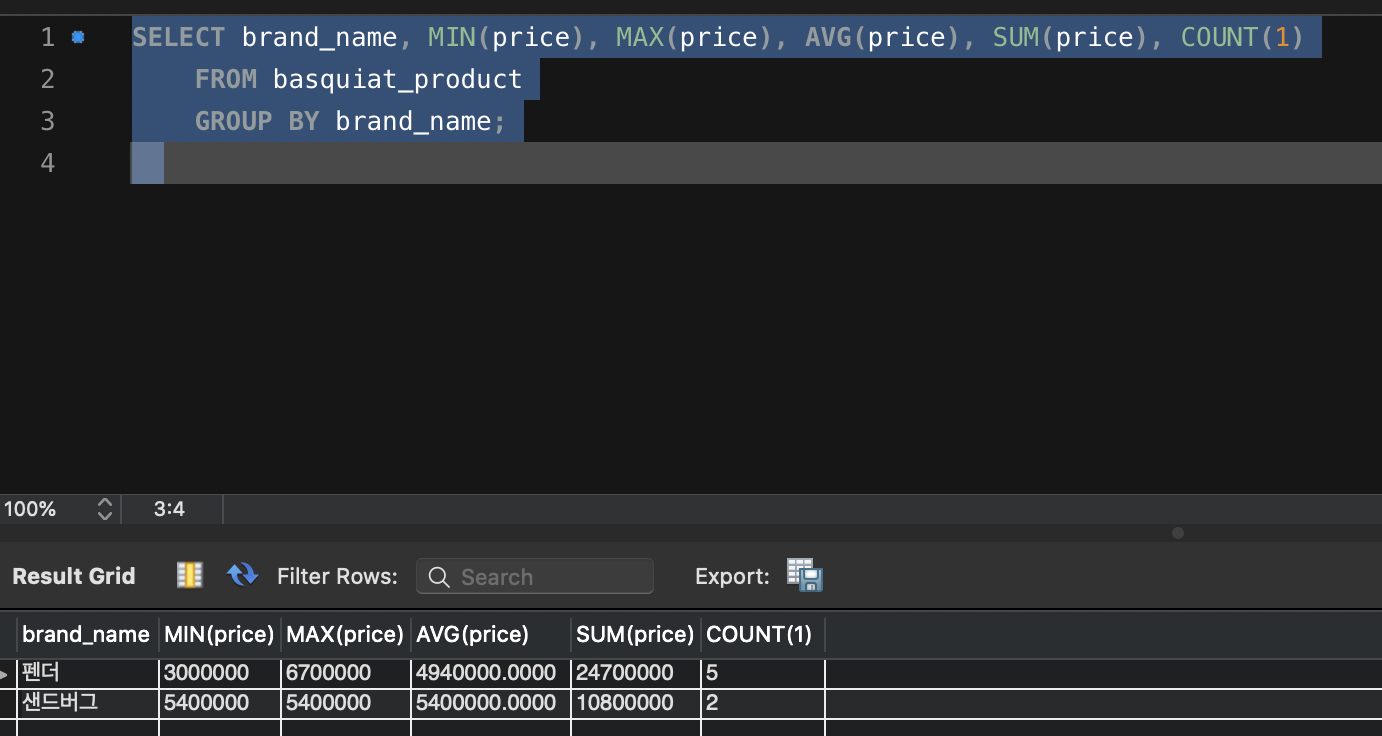 1 SELECT brand_name, MIN(price), MAX(price), AVG(price), SUM(price), COUNT(1)
2 FROM basquiat_product
3 GROUP BY brand_name;
4
100% 3:4
Result Grid Filter Rows: Search Export:
brand_name MIN(price) MAX(price) AVG(price) SUM(price) COUNT(1)
펜더 3000000 6700000 4940000.0000 24700000 5
샌드버그 5400000 5400000 5400000.0000 10800000 2